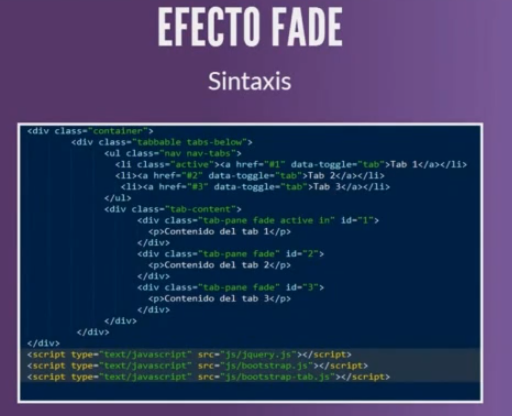 EFECTO FADE
Sintaxis
<div class="container">
<div class="tabbable tabs-below">
<ul class="nav nav-tabs">
<li class="active"><a href="#1" data-toggle="tab">Tab 1</a></li>
<li><a href="#2" data-toggle="tab">Tab 2</a></li>
<li><a href="#3" data-toggle="tab">Tab 3</a></li>
</ul>
<div class="tab-content">
<div class="tab-pane fade active in" id="1">
<p>Contenido del tab 1</p>
</div>
<div class="tab-pane fade" id="2">
<p>Contenido del tab 2</p>
</div>
<div class="tab-pane fade" id="3">
<p>Contenido del tab 3</p>
</div>
</div>
</div>
</div>
<script type="text/javascript" src="js/jquery.js"></script>
<script type="text/javascript" src="js/bootstrap.js"></script>
<script type="text/javascript" src="js/bootstrap-tab.js"></script>